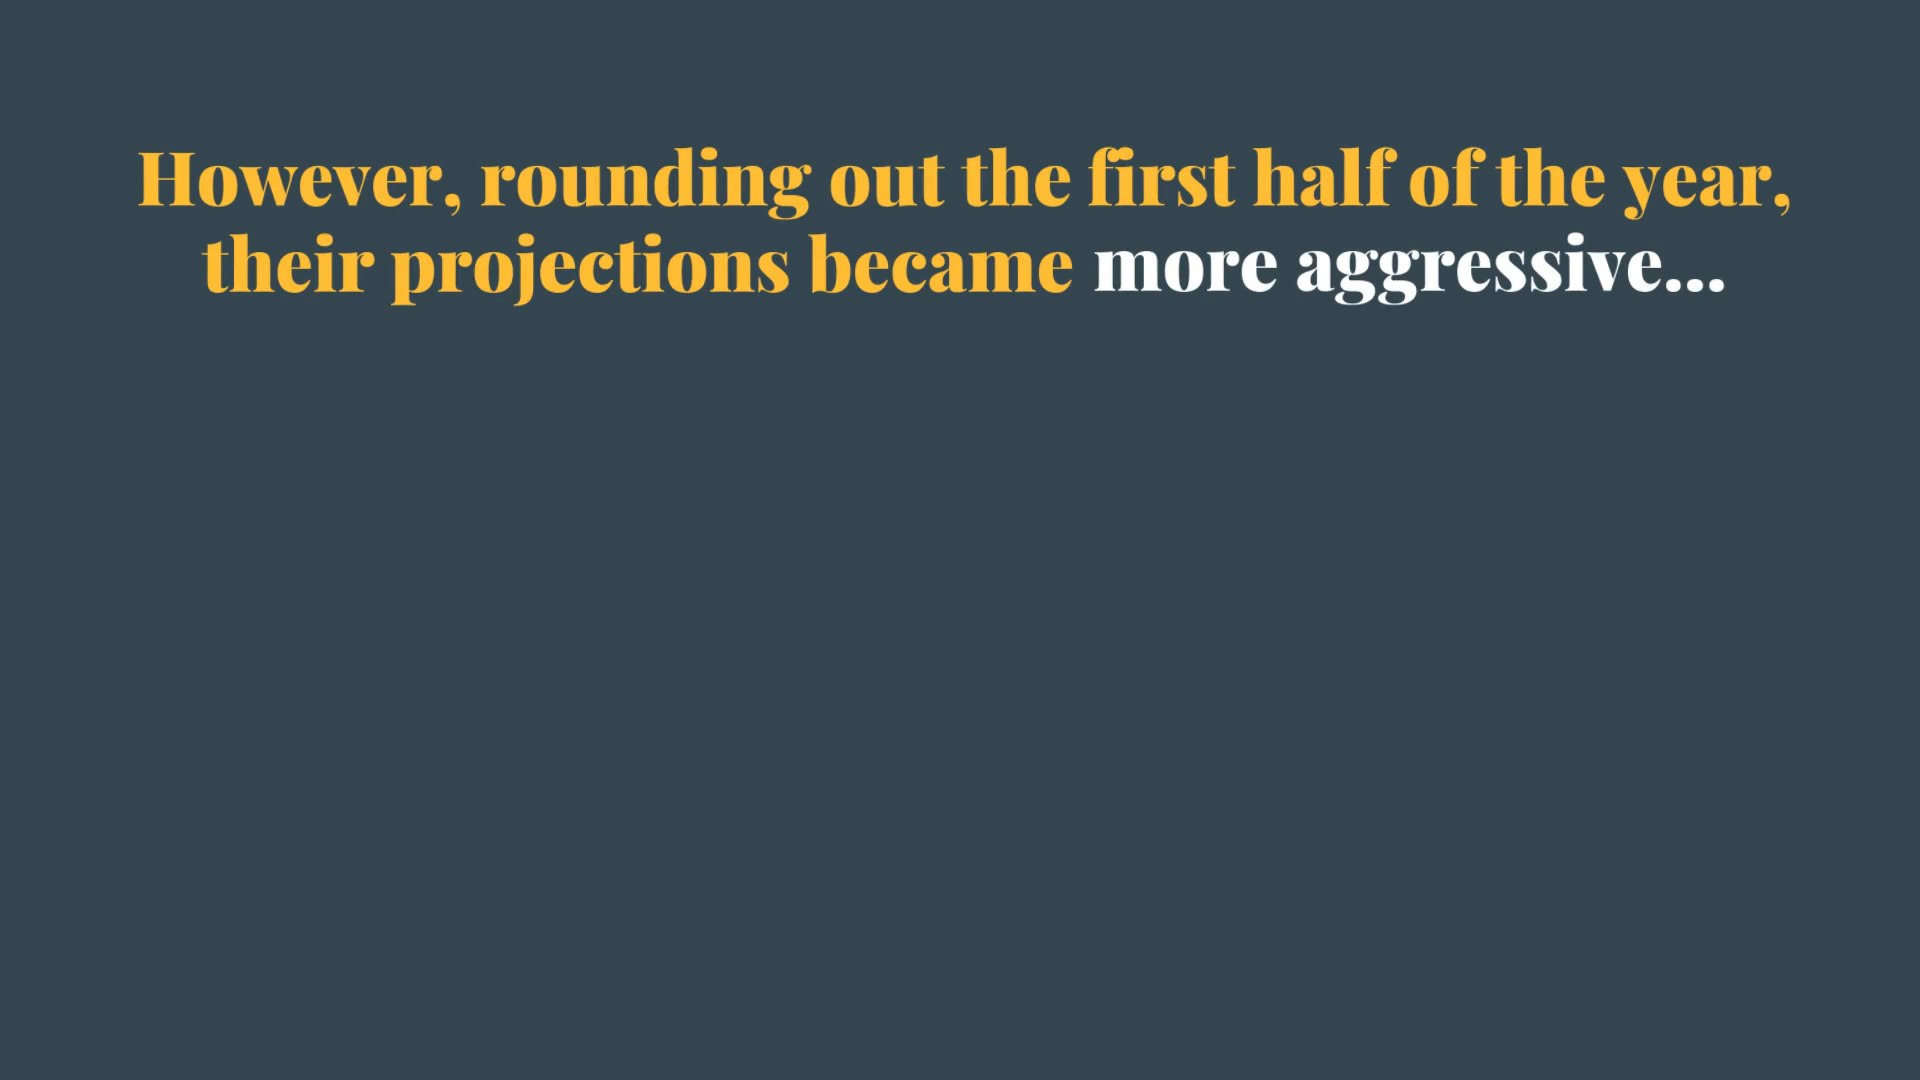 However, rounding out the first half of the year,
their projections became more aggressive...